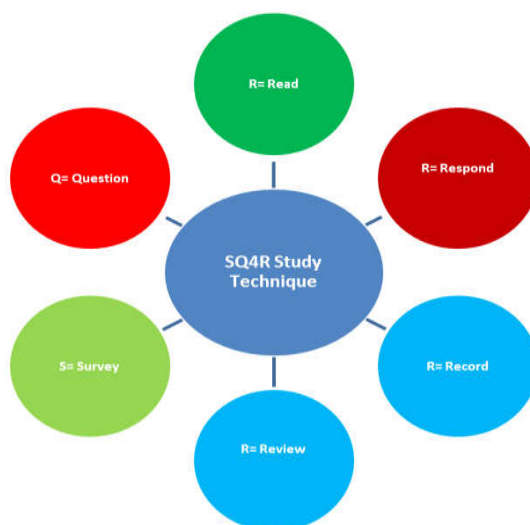 R= Read
Q= Question
R= Respond
SQ4R Study
Technique
S= Survey
R= Record
R= Review